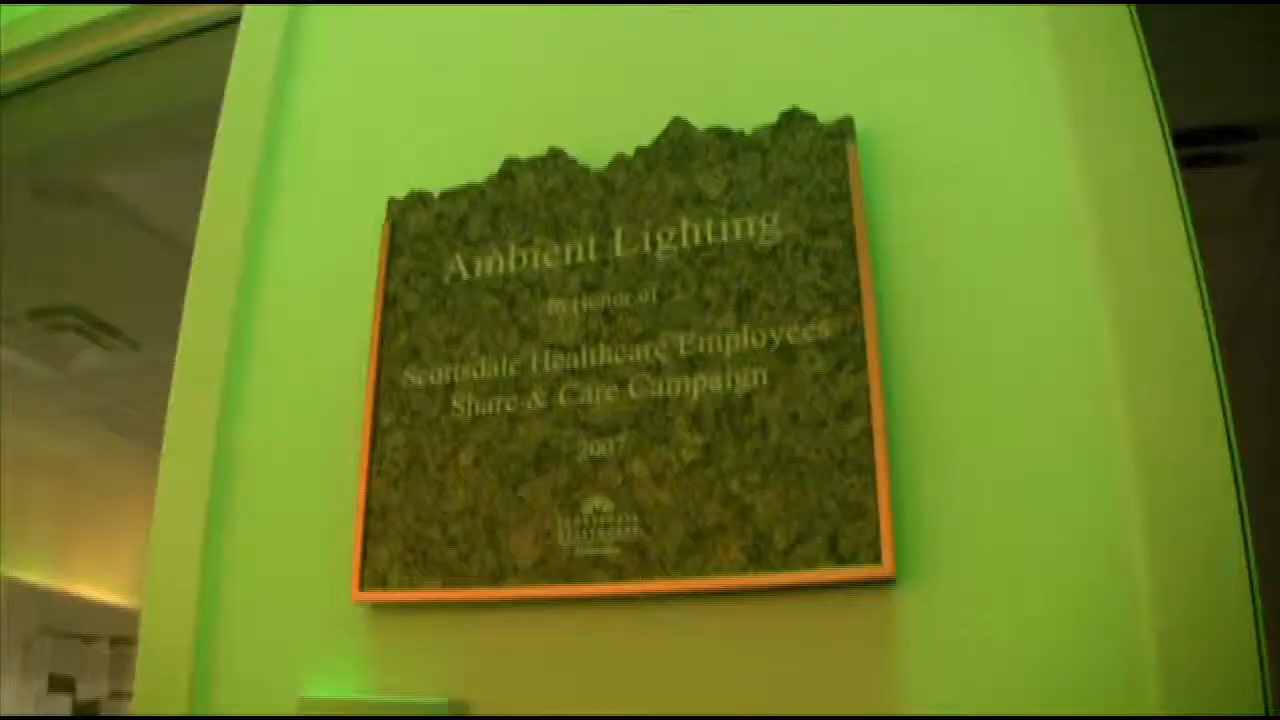 Ambient Lighting
In Honor of
Scottsdale Healthcare Employees
Share & Care Campaign
2007